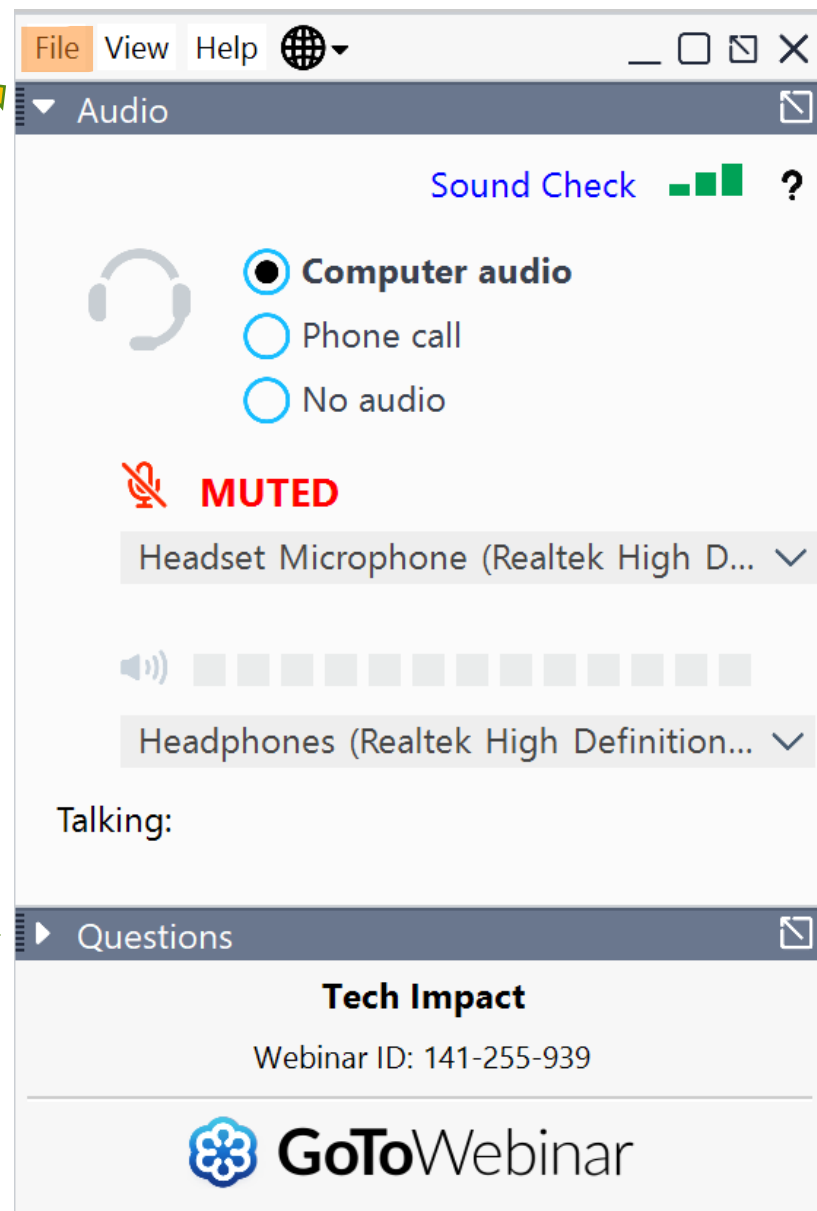 File View Help
Audio
Sound Check ?
Computer audio
Phone call
No audio
MUTED
Headset Microphone (Realtek High D...
Headphones (Realtek High Definition...
Talking:
Questions
Tech Impact
Webinar ID: 141-255-939
GoToWebinar